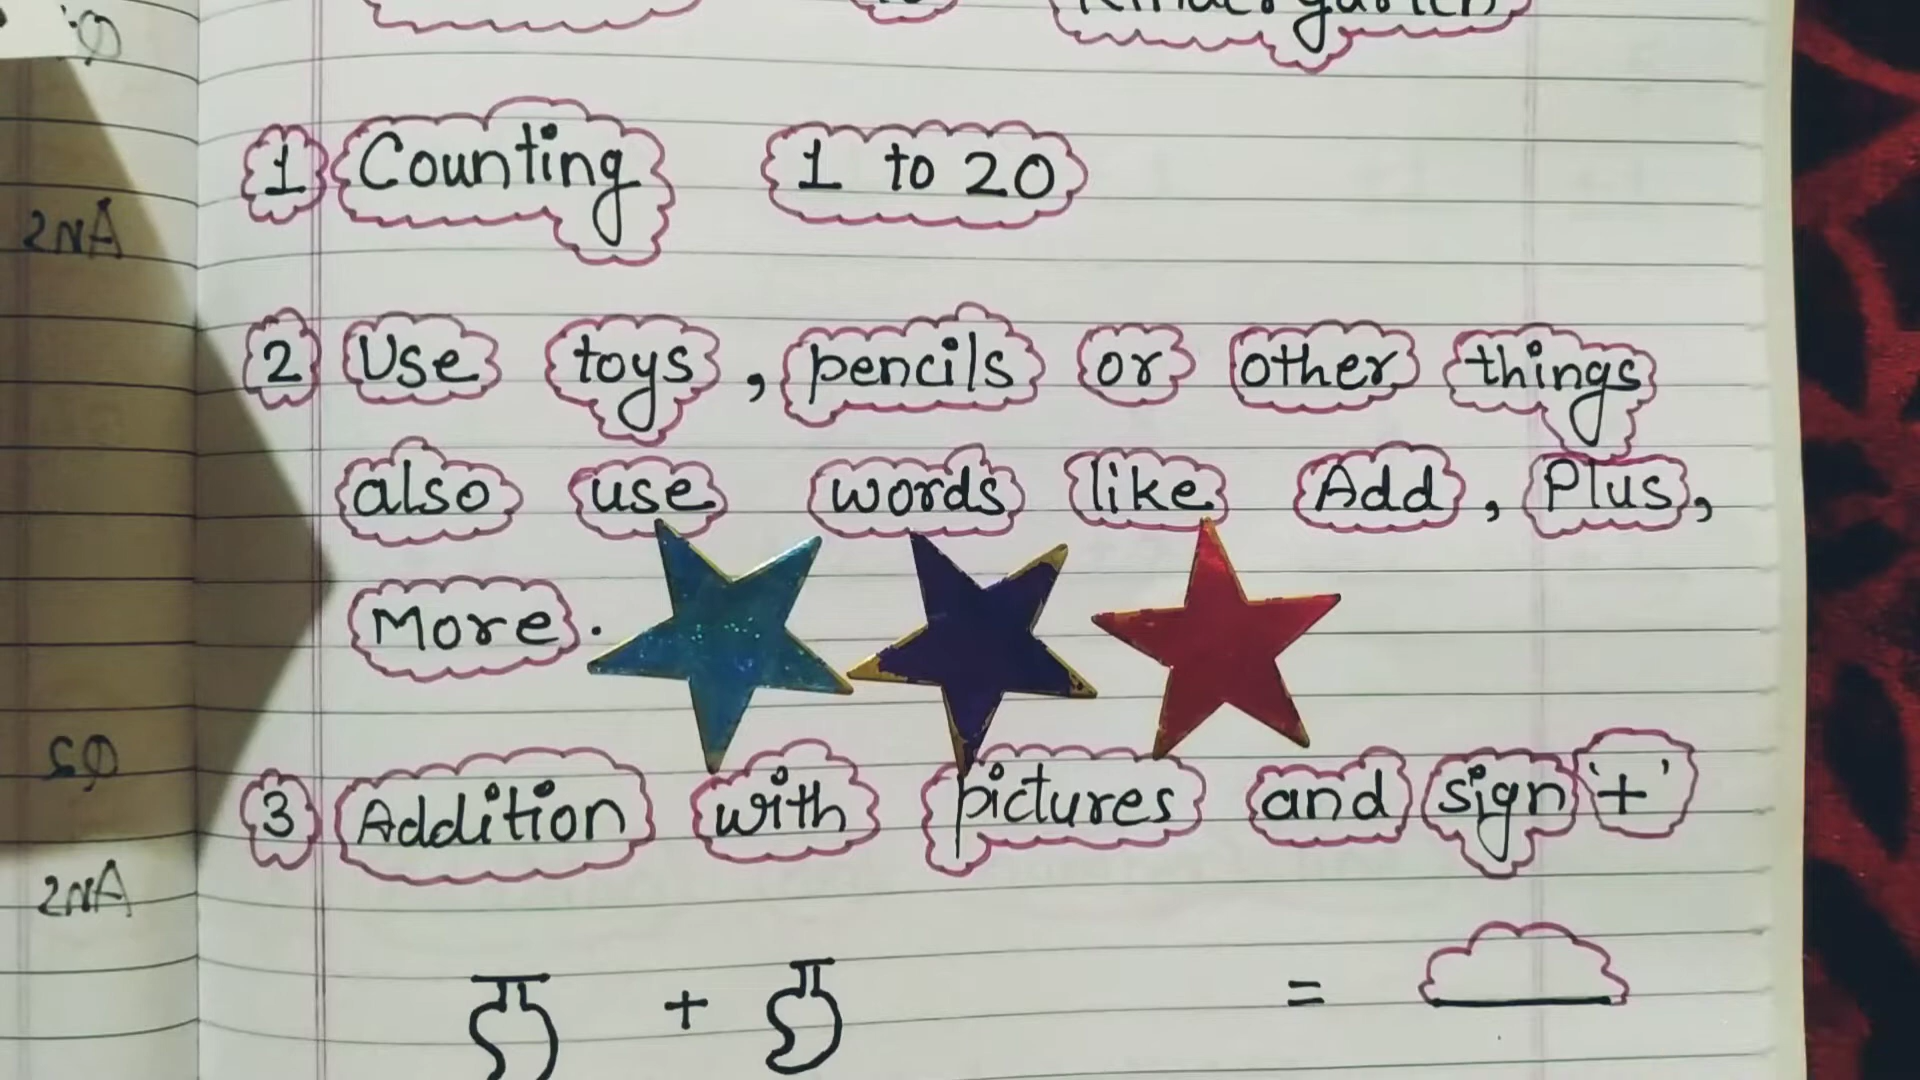 Kindergarten
1 Counting 1 to 20
2 Use toys, pencils or other things
also use words like Add, Plus,
More.
3 Addition with pictures and sign '+'
+ =